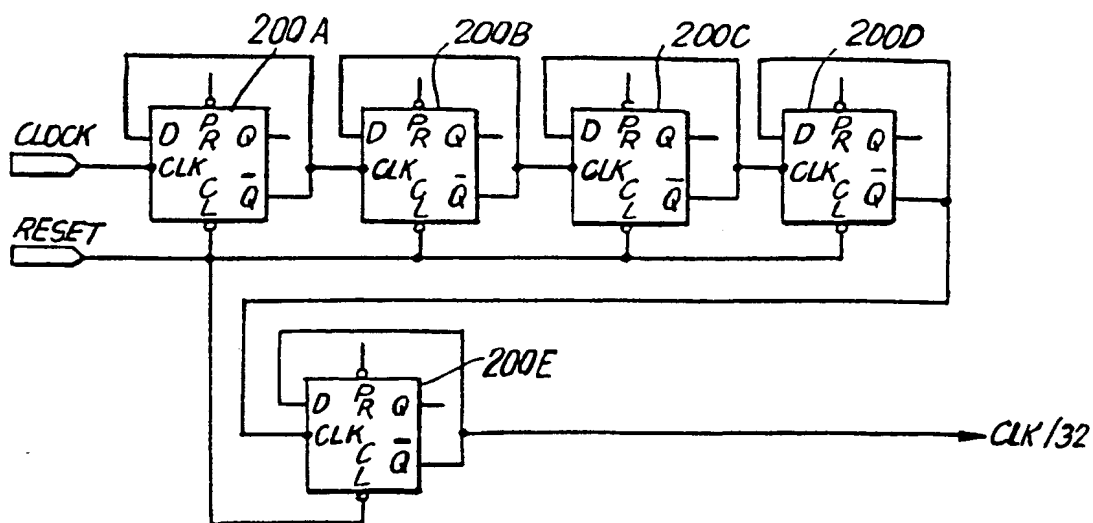 200A 200B 200C 200D
D PR Q D PR Q D PR Q D PR Q
CLOCK
CLK CLK CLK CLK
CL Q̅ CL Q̅ CL Q̅ CL Q̅
RESET
200E
D PR Q
CLK
CL Q̅
CLK/32